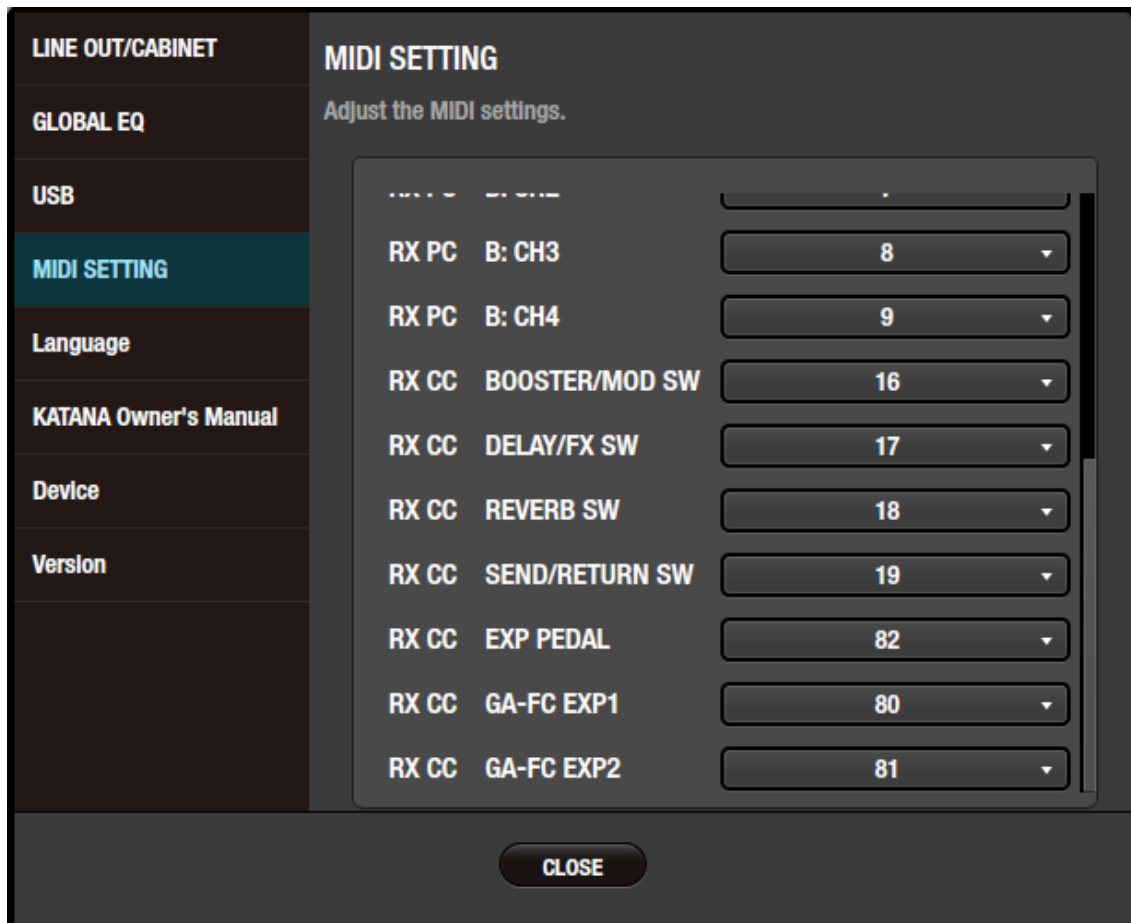 LINE OUT/CABINET
GLOBAL EQ
USB
MIDI SETTING
Language
KATANA Owner's Manual
Device
Version
MIDI SETTING
Adjust the MIDI settings.
RX PC B: CH3 8
RX PC B: CH4 9
RX CC BOOSTER/MOD SW 16
RX CC DELAY/FX SW 17
RX CC REVERB SW 18
RX CC SEND/RETURN SW 19
RX CC EXP PEDAL 82
RX CC GA-FC EXP1 80
RX CC GA-FC EXP2 81
CLOSE